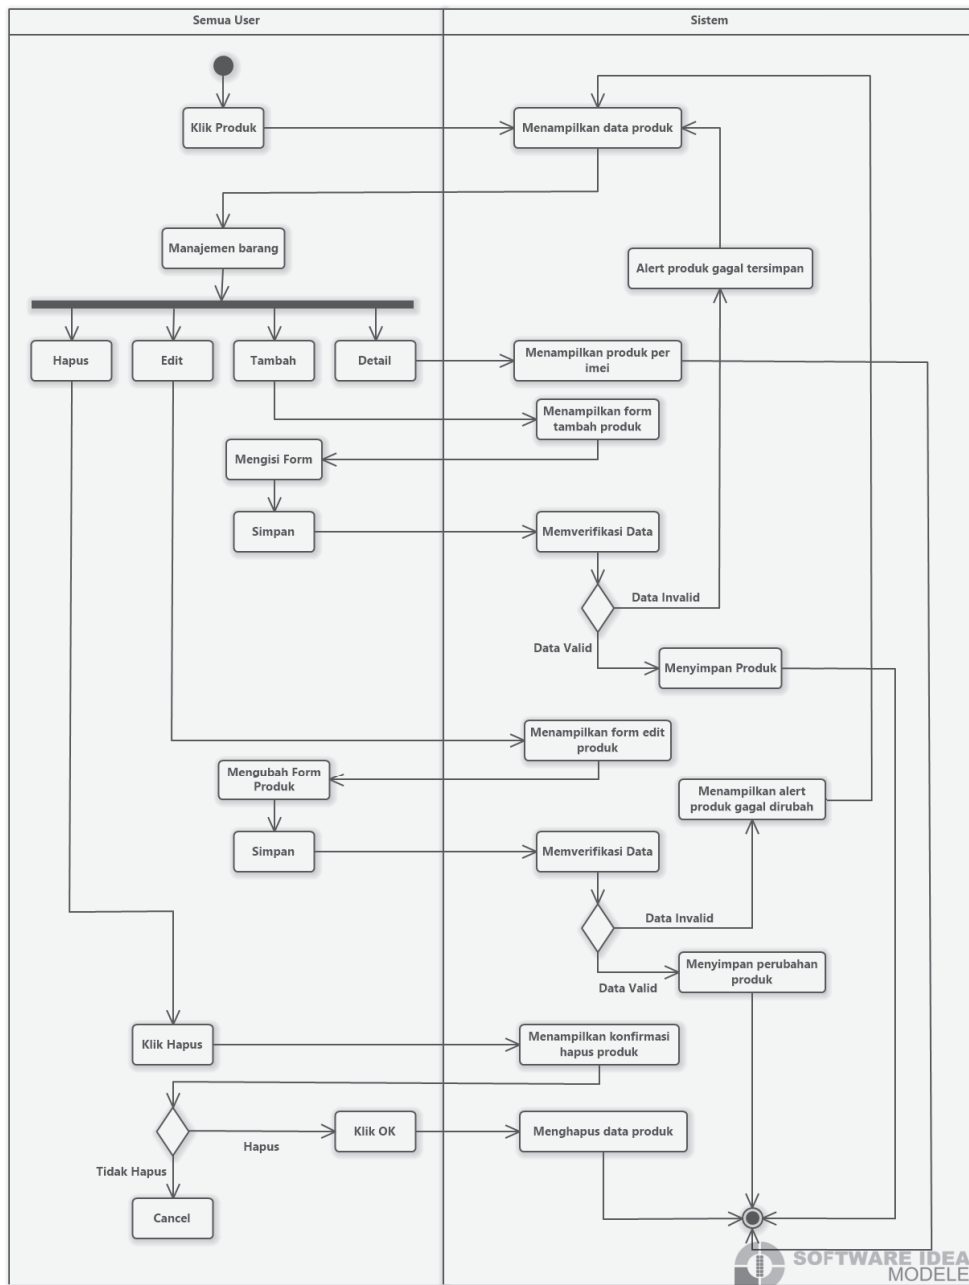 Semua User
Sistem
Klik Produk
Menampilkan data produk
Manajemen barang
Alert produk gagal tersimpan
Hapus
Edit
Tambah
Detail
Menampilkan produk per
imei
Menampilkan form
tambah produk
Mengisi Form
Simpan
Memverifikasi Data
Data Invalid
Data Valid
Menyimpan Produk
Menampilkan form edit
produk
Mengubah Form
Produk
Menampilkan alert
produk gagal dirubah
Simpan
Memverifikasi Data
Data Invalid
Menyimpan perubahan
produk
Data Valid
Klik Hapus
Menampilkan konfirmasi
hapus produk
Hapus
Klik OK
Menghapus data produk
Tidak Hapus
Cancel
SOFTWARE IDEA
MODELE